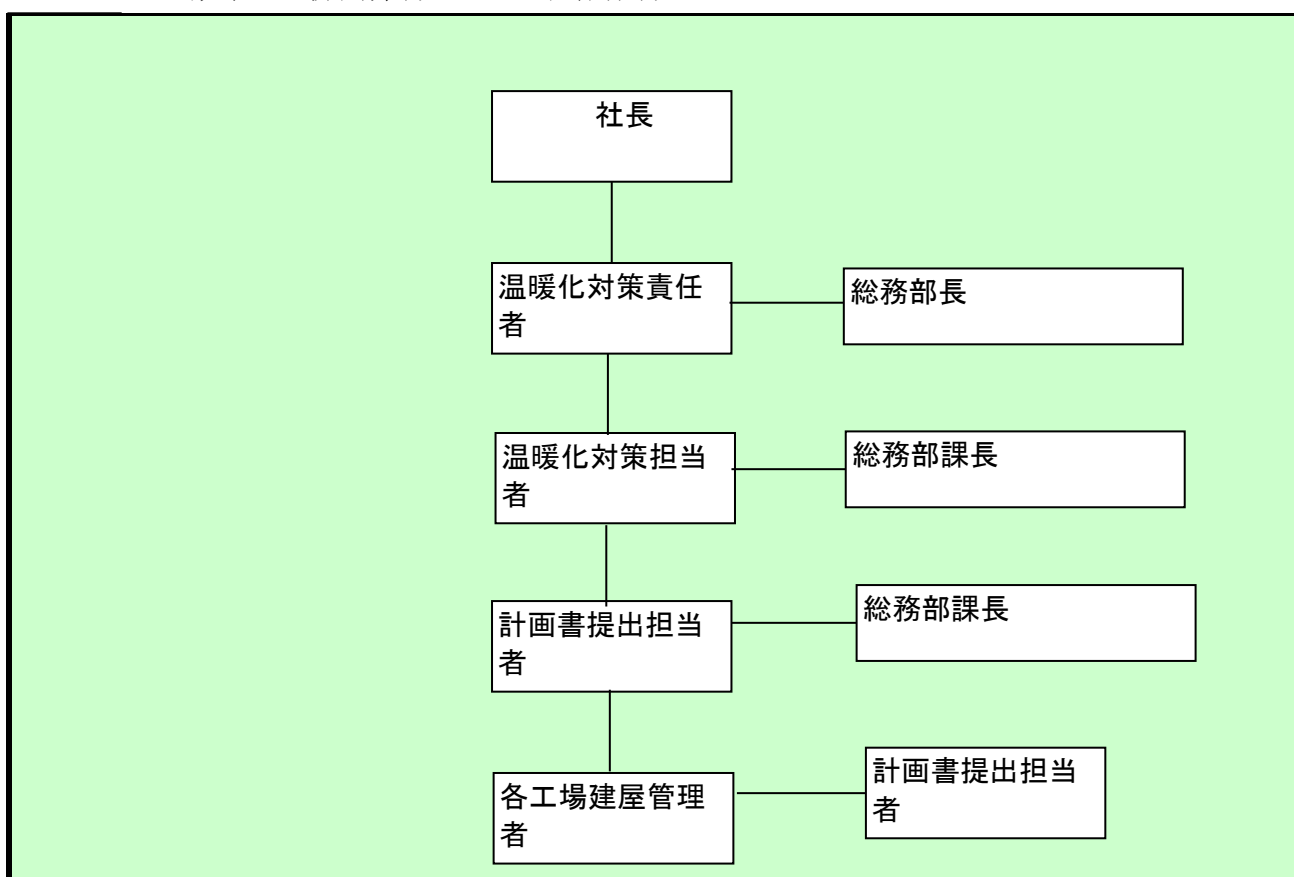 社長
温暖化対策責任
者
総務部長
温暖化対策担当
者
総務部課長
計画書提出担当
者
総務部課長
各工場建屋管理
者
計画書提出担当
者